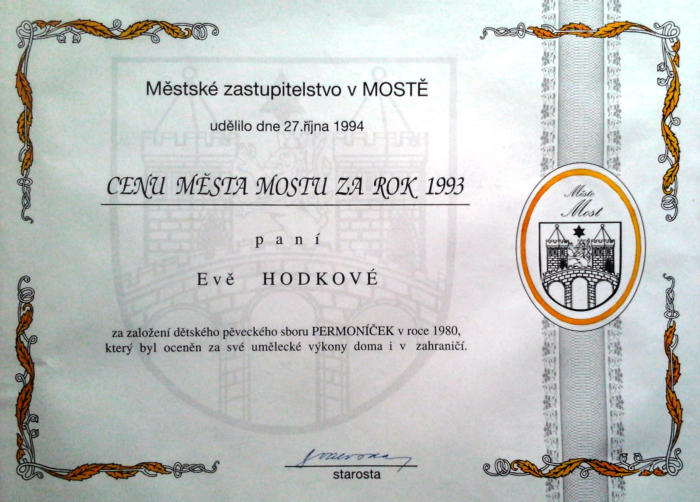 Městské zastupitelstvo v MOSTĚ
udělilo dne 27.října 1994
CENU MĚSTA MOSTU ZA ROK 1993
paní
Evě HODKOVÉ
za založení dětského pěveckého sboru PERMONÍČEK v roce 1980,
který byl oceněn za své umělecké výkony doma i v zahraničí.
starosta
Město
Most